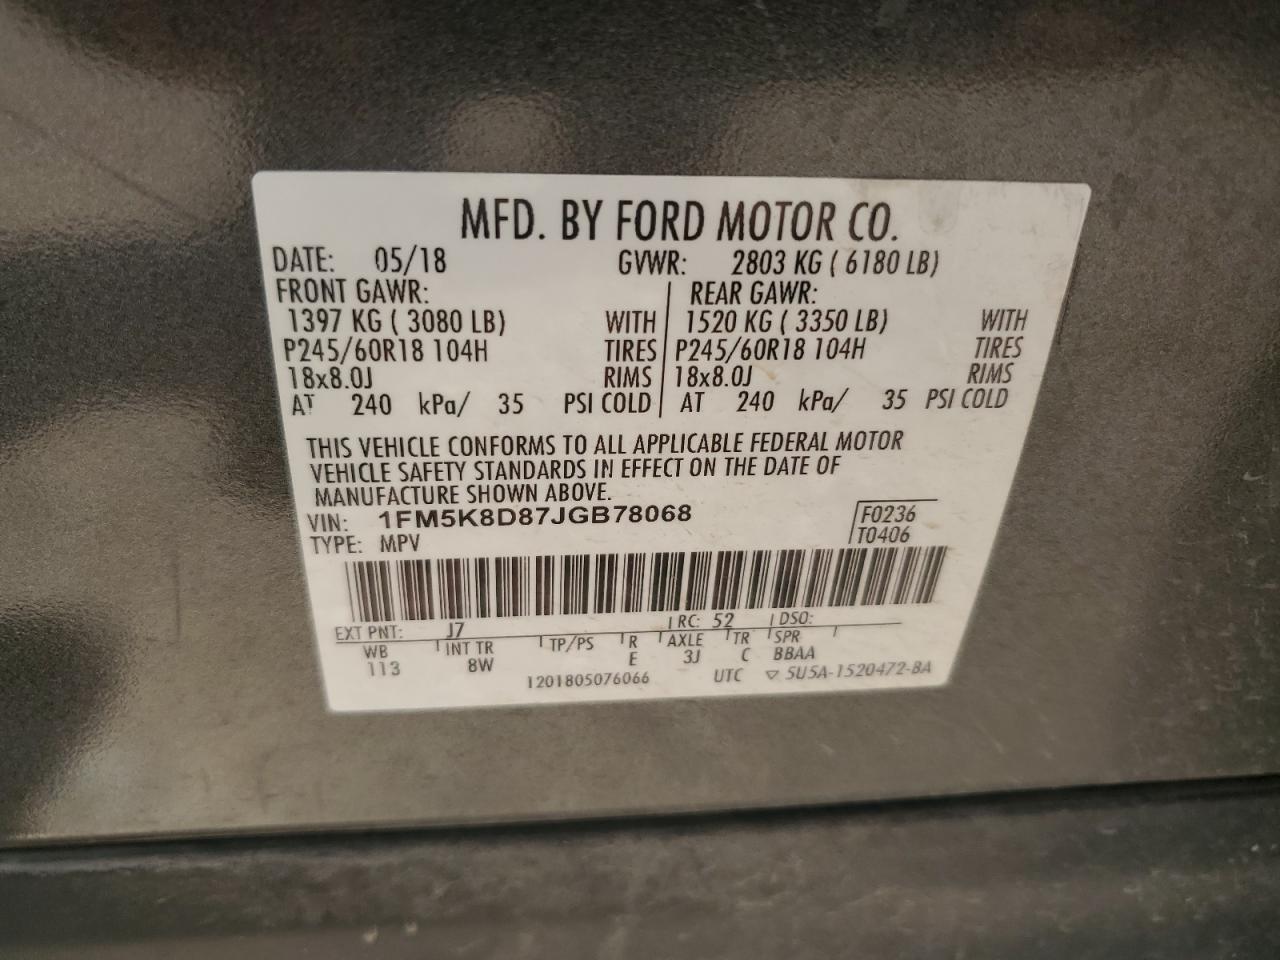 MFD. BY FORD MOTOR CO.
DATE: 05/18 GVWR: 2803 KG ( 6180 LB)
FRONT GAWR: REAR GAWR:
1397 KG ( 3080 LB) WITH 1520 KG ( 3350 LB) WITH
P245/60R18 104H TIRES P245/60R18 104H TIRES
18x8.0J RIMS 18x8.0J RIMS
AT 240 kPa/ 35 PSI COLD AT 240 kPa/ 35 PSI COLD
THIS VEHICLE CONFORMS TO ALL APPLICABLE FEDERAL MOTOR
VEHICLE SAFETY STANDARDS IN EFFECT ON THE DATE OF
MANUFACTURE SHOWN ABOVE.
VIN: 1FM5K8D87JGB78068 F0236
TYPE: MPV T0406
EXT PNT: J7 RC: 52 DSO:
WB INT TR TP/PS R AXLE TR SPR
113 8W E 3J C BBAA
1201805076066 UTC ▽ 5U5A-1520472-BA